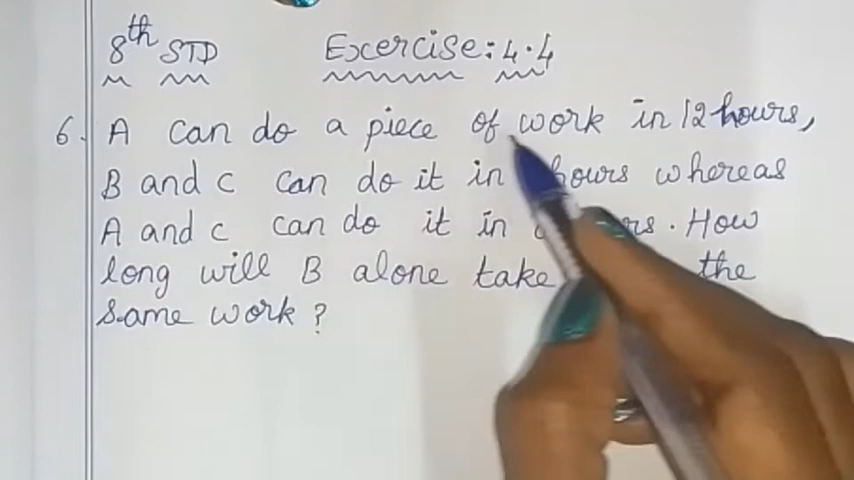 8th STD Exercise: 4.4
6. A can do a piece of work in 12 hours,
B and C can do it in hours whereas
A and C can do it in . How
long will B alone take the
same work?